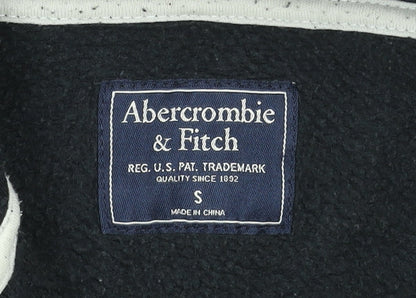 Abercrombie
& Fitch
REG. U.S. PAT. TRADEMARK
QUALITY SINCE 1892
S
MADE IN CHINA